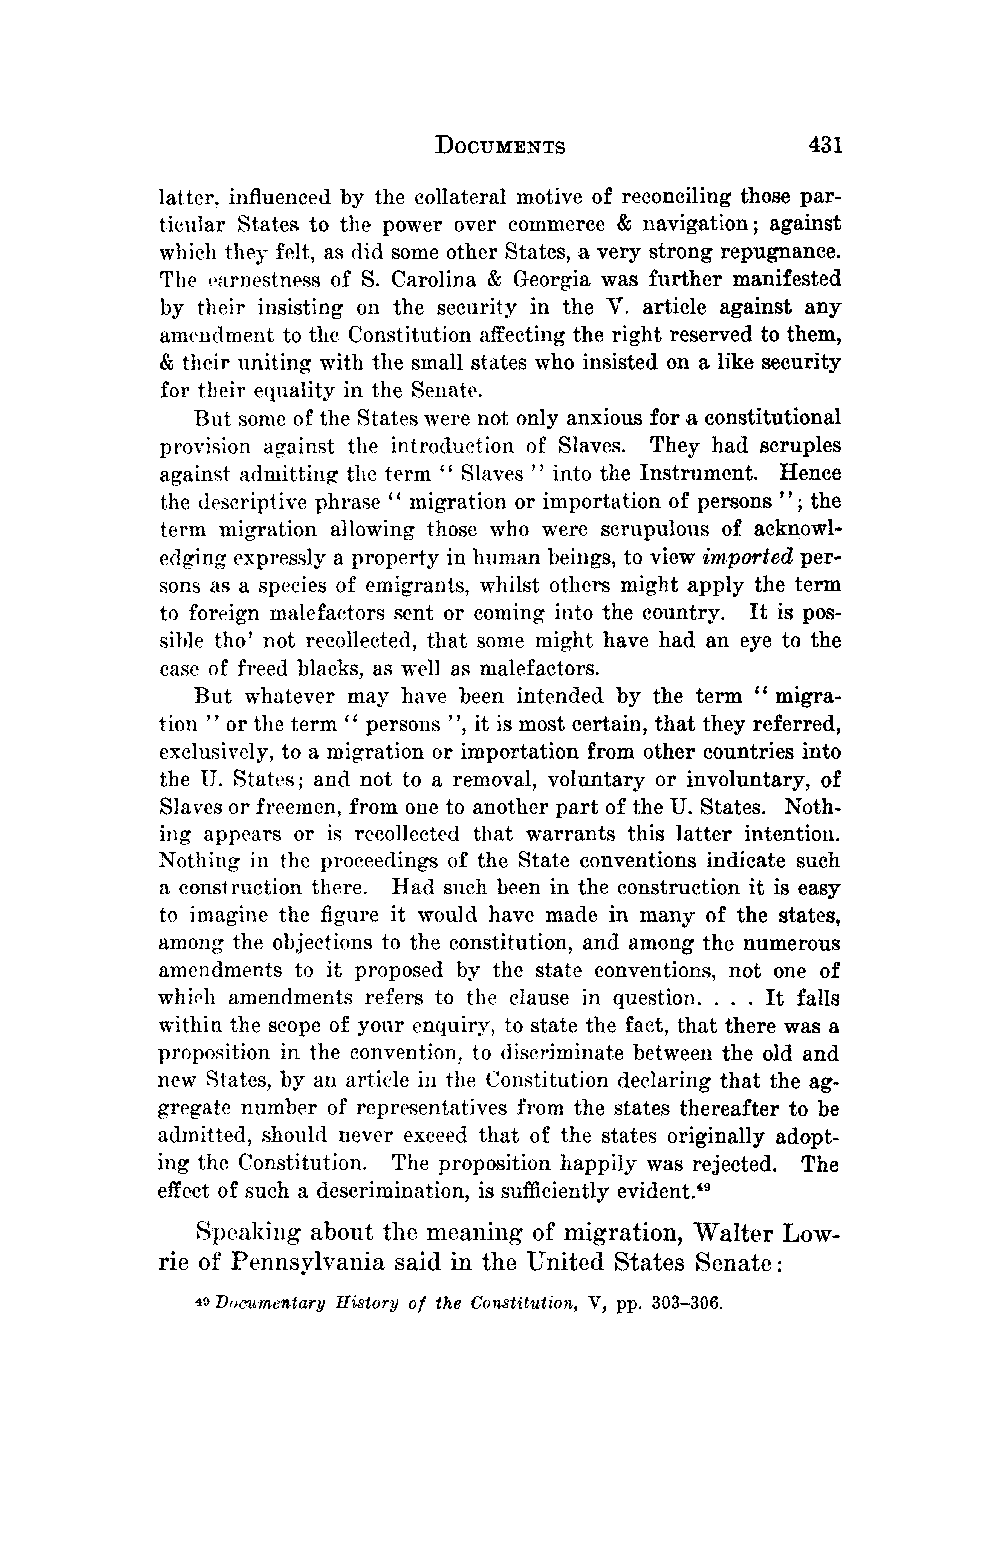 DOCUMENTS 431
latter, influenced by the collateral motive of reconciling those par-
ticular States to the power over commerce & navigation; against
which they felt, as did some other States, a very strong repugnance.
The earnestness of S. Carolina & Georgia was further manifested
by their insisting on the security in the V. article against any
amendment to the Constitution affecting the right reserved to them,
& their uniting with the small states who insisted on a like security
for their equality in the Senate.
But some of the States were not only anxious for a constitutional
provision against the introduction of Slaves. They had scruples
against admitting the term “ Slaves ” into the Instrument. Hence
the descriptive phrase “ migration or importation of persons ”; the
term migration allowing those who were scrupulous of acknowl-
edging expressly a property in human beings, to view imported per-
sons as a species of emigrants, whilst others might apply the term
to foreign malefactors sent or coming into the country. It is pos-
sible tho' not recollected, that some might have had an eye to the
case of freed blacks, as well as malefactors.
But whatever may have been intended by the term “ migra-
tion ” or the term “ persons ”, it is most certain, that they referred,
exclusively, to a migration or importation from other countries into
the U. States; and not to a removal, voluntary or involuntary, of
Slaves or freemen, from one to another part of the U. States. Noth-
ing appears or is recollected that warrants this latter intention.
Nothing in the proceedings of the State conventions indicate such
a construction there. Had such been in the construction it is easy
to imagine the figure it would have made in many of the states,
among the objections to the constitution, and among the numerous
amendments to it proposed by the state conventions, not one of
which amendments refers to the clause in question. . . . It falls
within the scope of your enquiry, to state the fact, that there was a
proposition in the convention, to discriminate between the old and
new States, by an article in the Constitution declaring that the ag-
gregate number of representatives from the states thereafter to be
admitted, should never exceed that of the states originally adopt-
ing the Constitution. The proposition happily was rejected. The
effect of such a descrimination, is sufficiently evident.49
Speaking about the meaning of migration, Walter Low-
rie of Pennsylvania said in the United States Senate:
49 Documentary History of the Constitution, V, pp. 303–306.